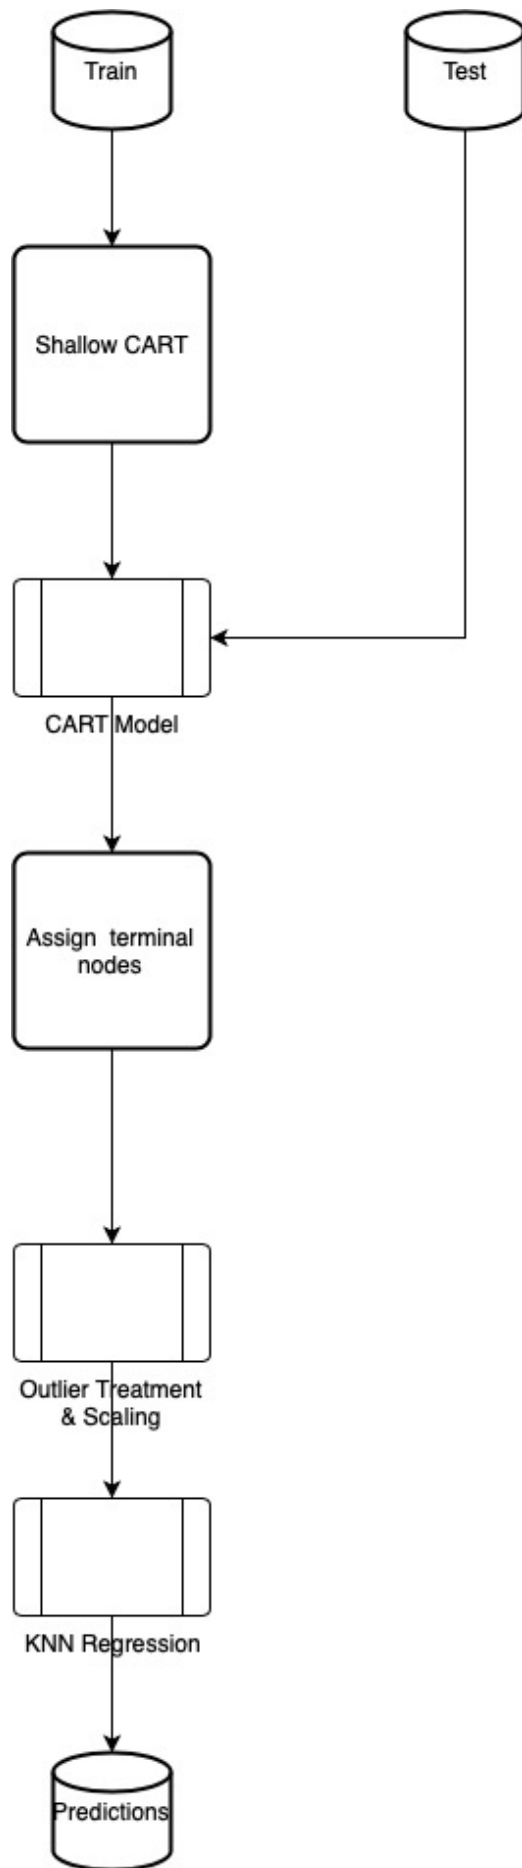 Train
Test
Shallow CART
CART Model
Assign terminal
nodes
Outlier Treatment
& Scaling
KNN Regression
Predictions